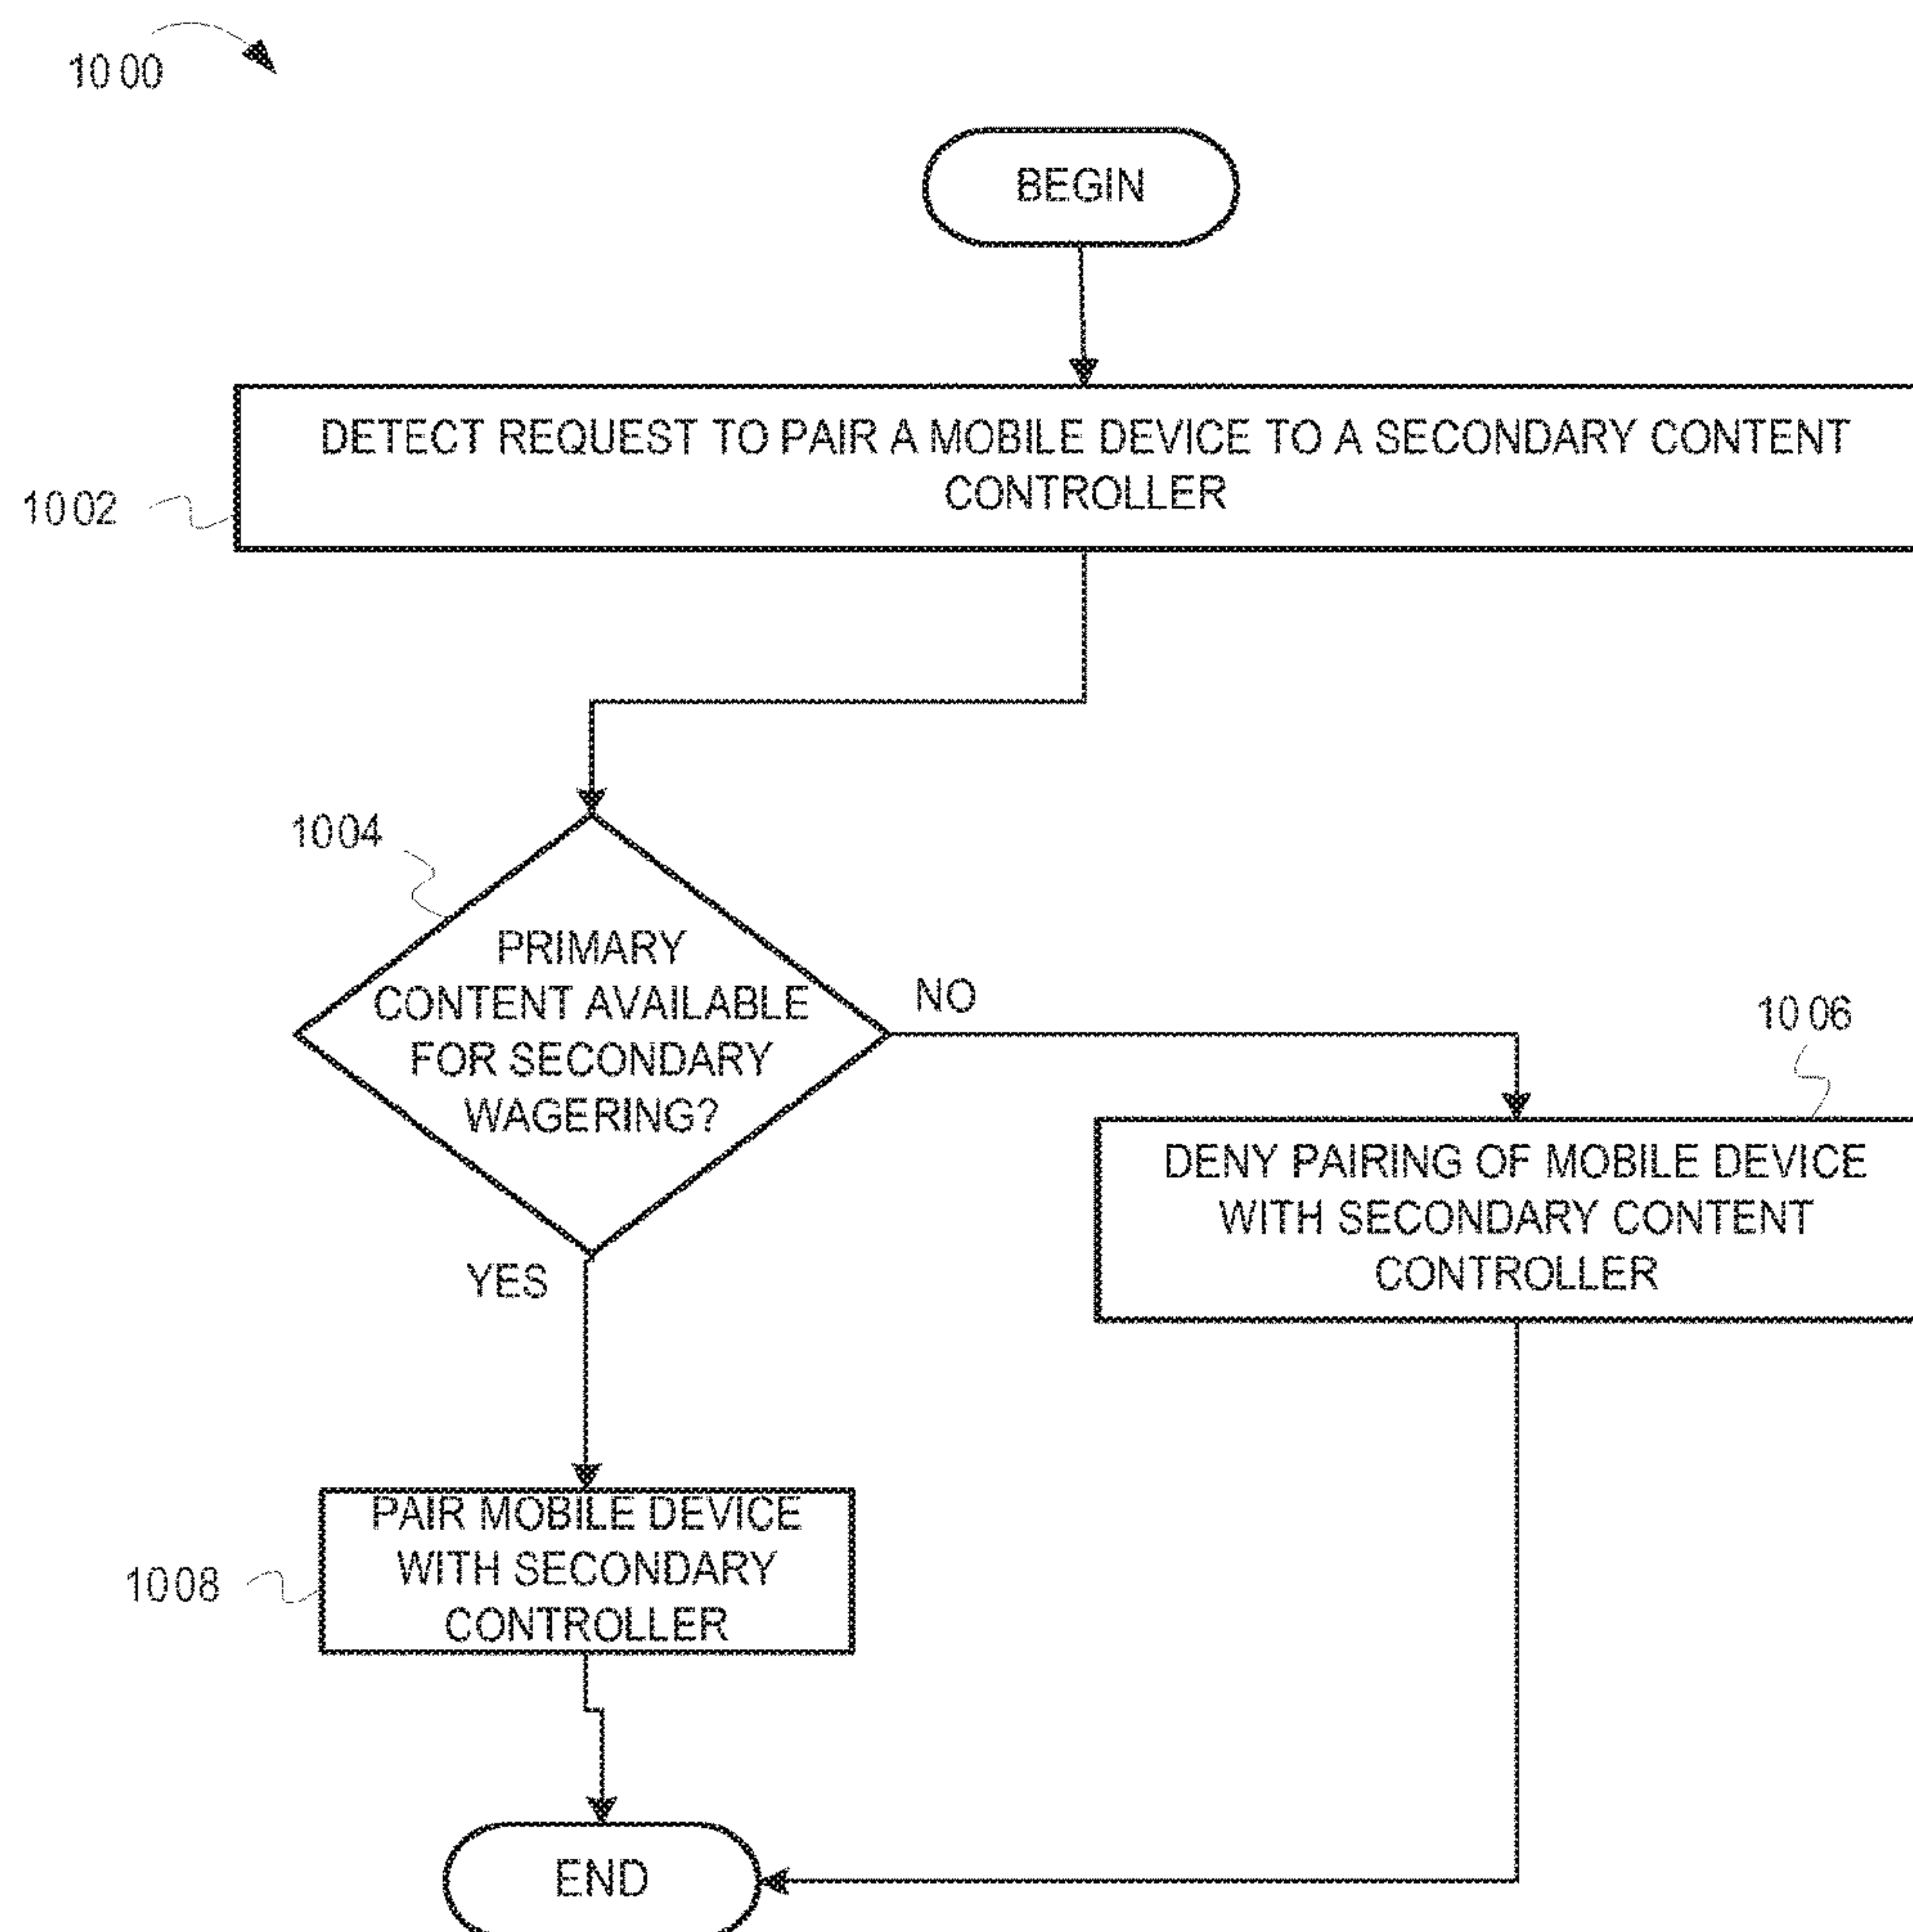 1000
BEGIN
DETECT REQUEST TO PAIR A MOBILE DEVICE TO A SECONDARY CONTENT
CONTROLLER
1002
1004
PRIMARY
CONTENT AVAILABLE
FOR SECONDARY
WAGERING?
NO
1006
DENY PAIRING OF MOBILE DEVICE
WITH SECONDARY CONTENT
CONTROLLER
YES
PAIR MOBILE DEVICE
WITH SECONDARY
CONTROLLER
1008
END